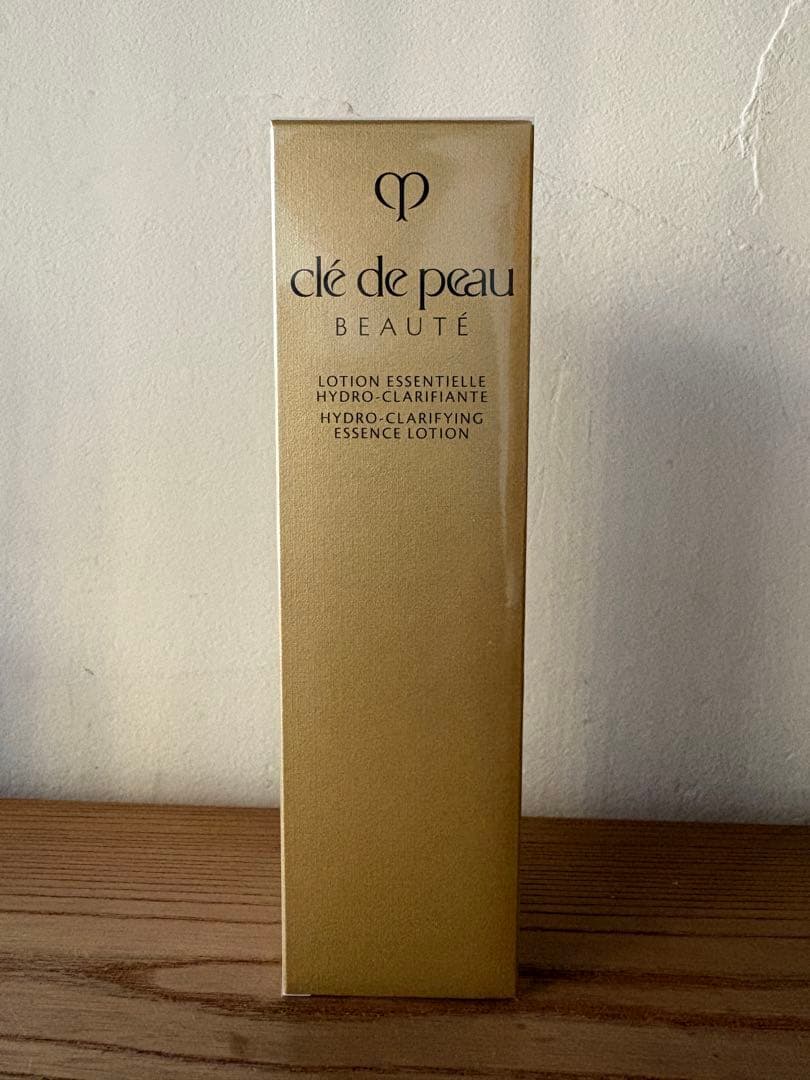 clé de peau
BEAUTÉ
LOTION ESSENTIELLE
HYDRO-CLARIFIANTE
HYDRO-CLARIFYING
ESSENCE LOTION